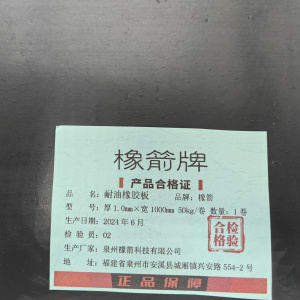 橡箭牌
产品合格证
品 名：耐油橡胶板 品牌：橡箭
型 号：厚1.0mm×宽1000mm 50kg/卷 数量：1卷
生产日期：2024年6月
检 验 员：02
生产厂家：泉州橡箭科技有限公司
地 址：福建省泉州市安溪县城厢镇兴安路554-2号
检验合格
正品保障